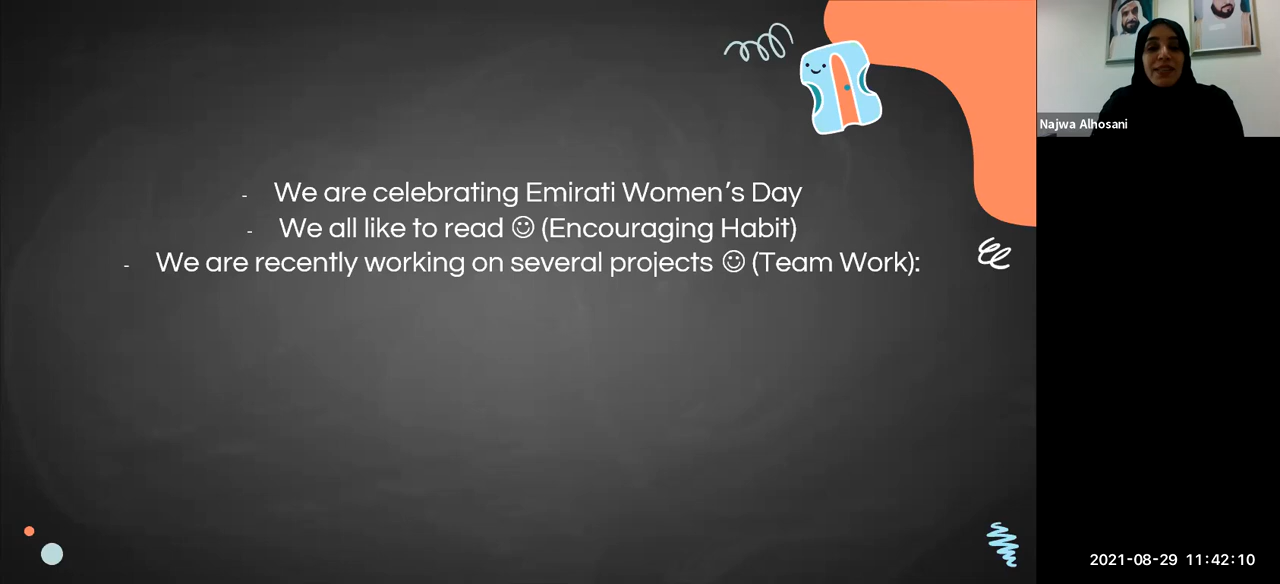 Najwa Alhosani
- We are celebrating Emirati Women's Day
- We all like to read ☺ (Encouraging Habit)
- We are recently working on several projects ☺ (Team Work):
2021-08-29 11:42:10